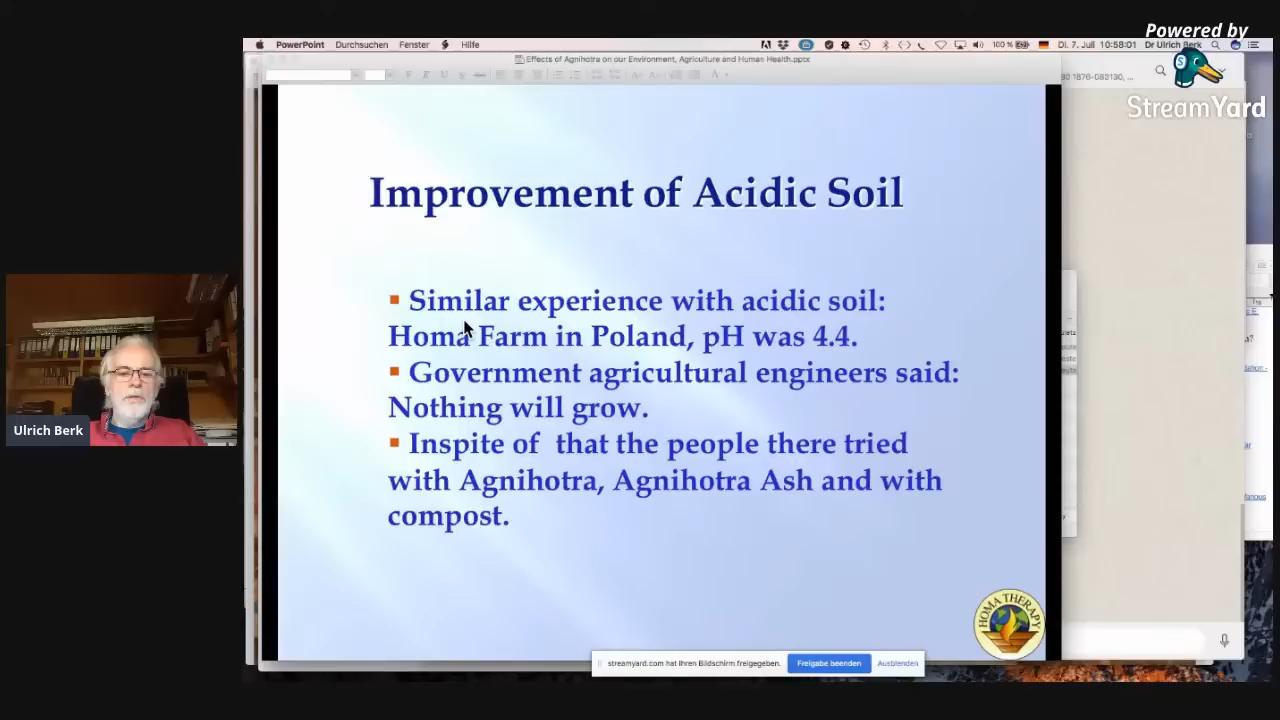 Powered by
StreamYard
PowerPoint Durchsuchen Fenster Hilfe
100 % Di. 7. Juli 10:58:01 Dr Ulrich Berk
Effects of Agnihotra on our Environment, Agriculture and Human Health.pptx
Improvement of Acidic Soil
▪ Similar experience with acidic soil:
Homa Farm in Poland, pH was 4.4.
▪ Government agricultural engineers said:
Nothing will grow.
▪ Inspite of that the people there tried
with Agnihotra, Agnihotra Ash and with
compost.
Ulrich Berk
HOMA THERAPY
streamyard.com hat Ihren Bildschirm freigegeben. Freigabe beenden Ausblenden